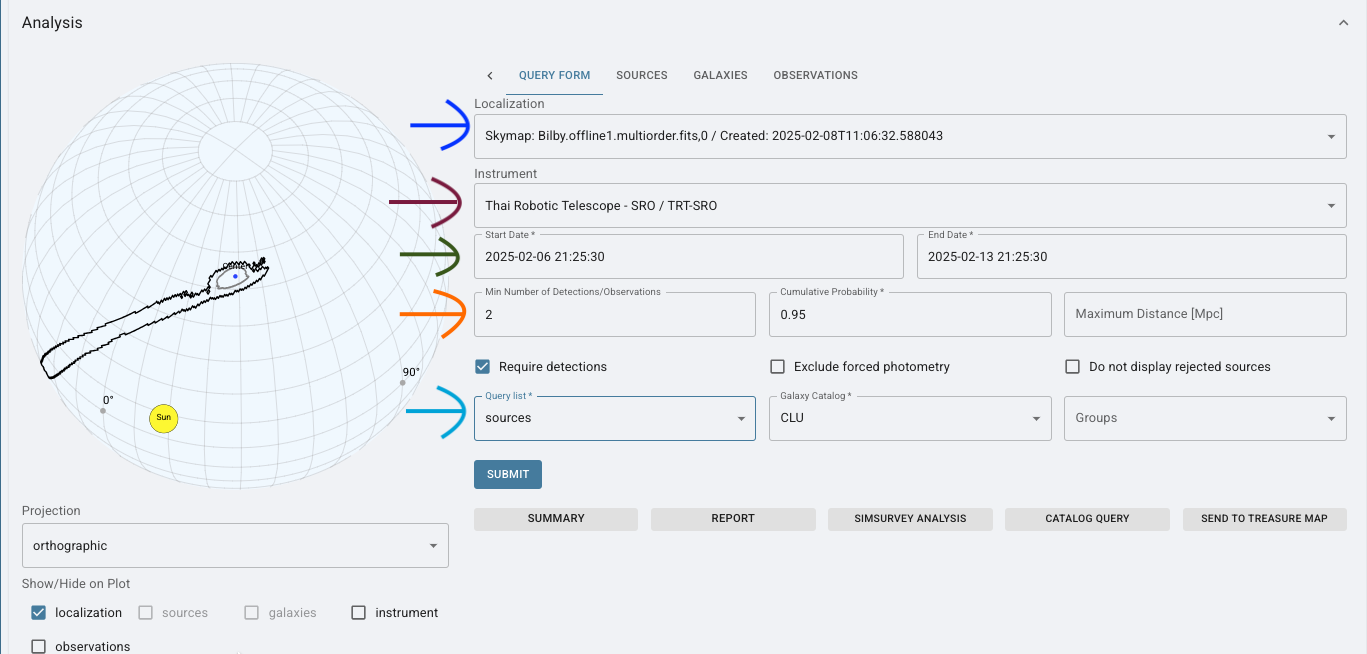 Analysis
QUERY FORM SOURCES GALAXIES OBSERVATIONS
Localization
Skymap: Bilby.offline1.multiorder.fits,0 / Created: 2025-02-08T11:06:32.588043
Instrument
Thai Robotic Telescope - SRO / TRT-SRO
Start Date * End Date *
2025-02-06 21:25:30 2025-02-13 21:25:30
Min Number of Detections/Observations Cumulative Probability *
2 0.95 Maximum Distance [Mpc]
Require detections Exclude forced photometry Do not display rejected sources
Query list * Galaxy Catalog *
sources CLU Groups
SUBMIT
SUMMARY REPORT SIMSURVEY ANALYSIS CATALOG QUERY SEND TO TREASURE MAP
90°
0°
Sun
Projection
orthographic
Show/Hide on Plot
localization sources galaxies instrument
observations